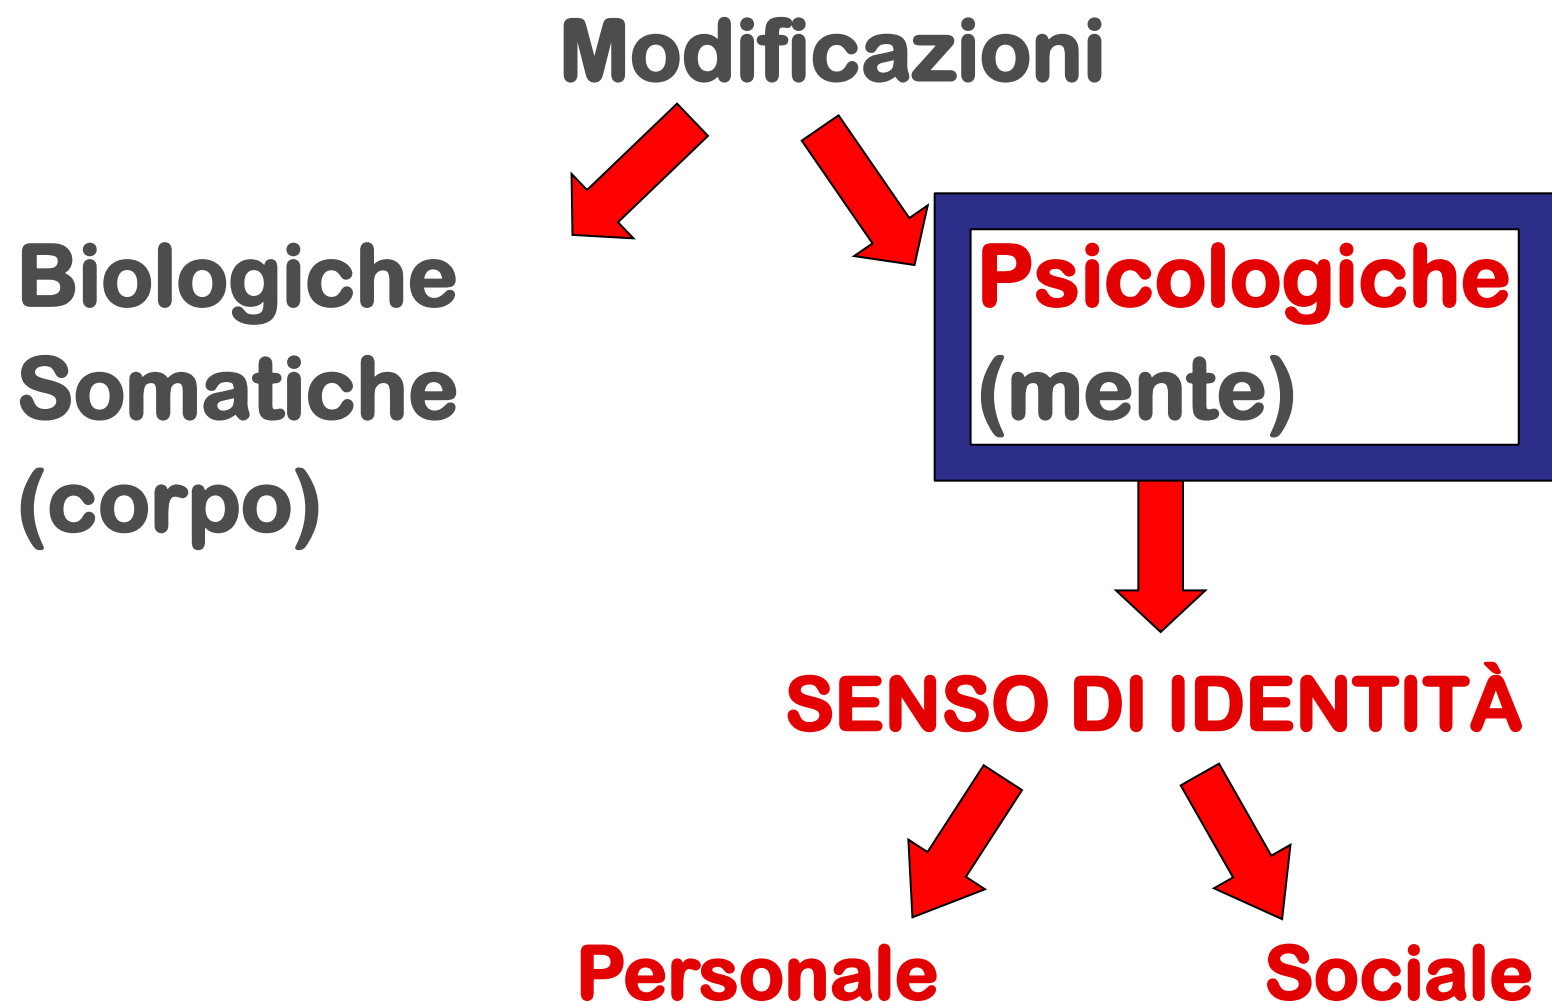 Modificazioni
Biologiche
Somatiche
(corpo)
Psicologiche
(mente)
SENSO DI IDENTITÀ
Personale
Sociale